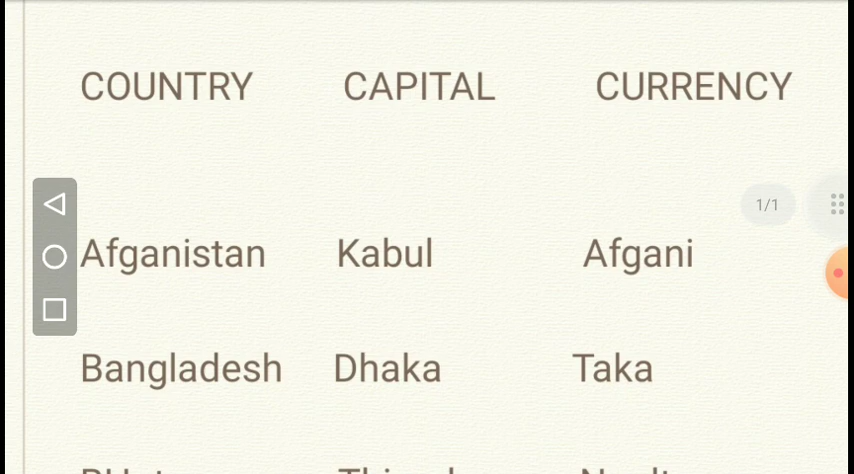 COUNTRY CAPITAL CURRENCY
1/1
Afganistan Kabul Afgani
Bangladesh Dhaka Taka